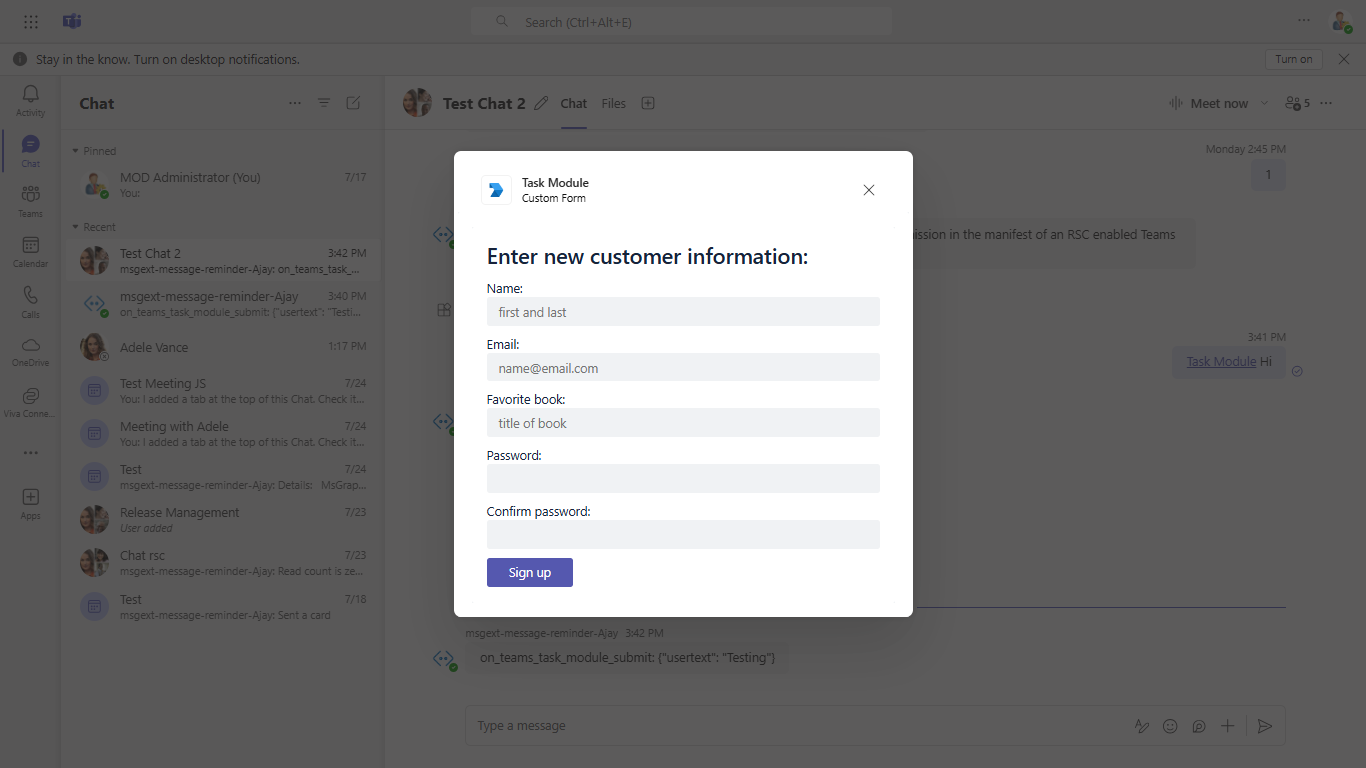 Search (Ctrl+Alt+E)
Stay in the know. Turn on desktop notifications.
Turn on
Activity
Chat
Teams
Calendar
Calls
OneDrive
Viva Conne...
Apps
Chat
Pinned
MOD Administrator (You) 7/17
You:
Recent
Test Chat 2 3:42 PM
msgext-message-reminder-Ajay: on_teams_task_...
msgext-message-reminder-Ajay 3:40 PM
on_teams_task_module_submit: {"usertext": "Testi...
Adele Vance 1:17 PM
Test Meeting JS 7/24
You: I added a tab at the top of this Chat. Check it...
Meeting with Adele 7/24
You: I added a tab at the top of this Chat. Check it...
Test 7/24
msgext-message-reminder-Ajay: Details: MsGrap...
Release Management 7/23
User added
Chat rsc 7/23
msgext-message-reminder-Ajay: Read count is ze...
Test 7/18
msgext-message-reminder-Ajay: Sent a card
Test Chat 2 Chat Files Meet now 5
Monday 2:45 PM
1
ission in the manifest of an RSC enabled Teams
3:41 PM
Task Module Hi
Task Module
Custom Form
Enter new customer information:
Name:
first and last
Email:
name@email.com
Favorite book:
title of book
Password:
Confirm password:
Sign up
msgext-message-reminder-Ajay 3:42 PM
on_teams_task_module_submit: {"usertext": "Testing"}
Type a message